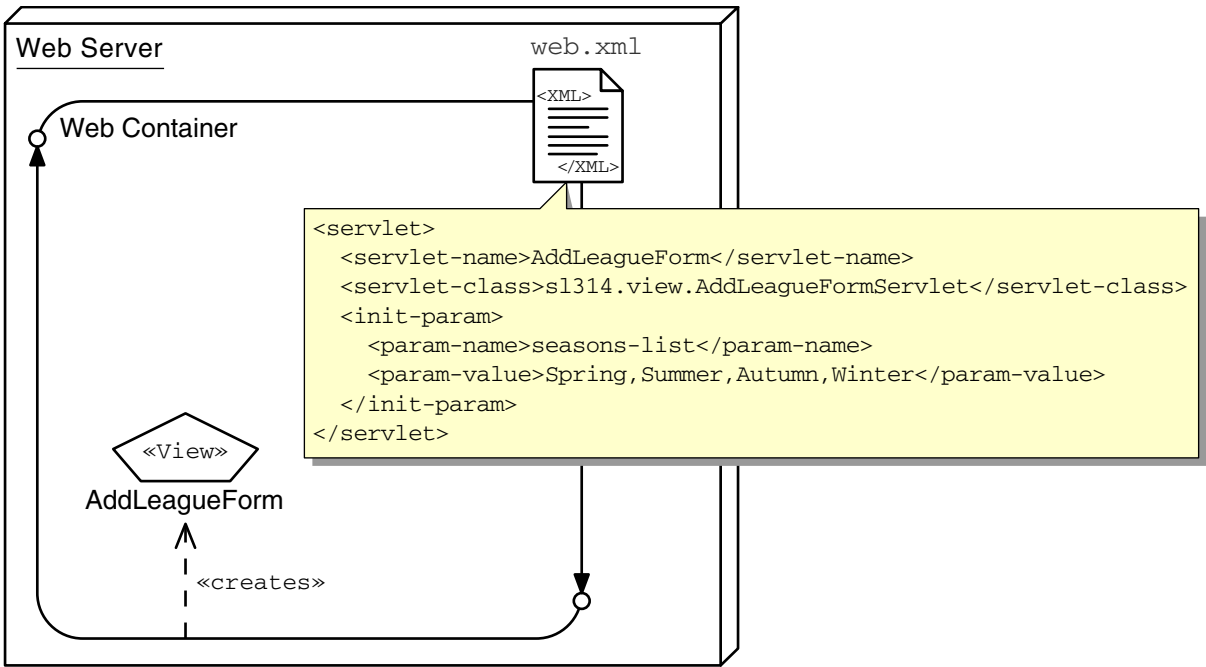 Web Server
web.xml
<XML>
</XML>
Web Container
<servlet>
  <servlet-name>AddLeagueForm</servlet-name>
  <servlet-class>sl314.view.AddLeagueFormServlet</servlet-class>
  <init-param>
    <param-name>seasons-list</param-name>
    <param-value>Spring,Summer,Autumn,Winter</param-value>
  </init-param>
</servlet>
«View»
AddLeagueForm
«creates»